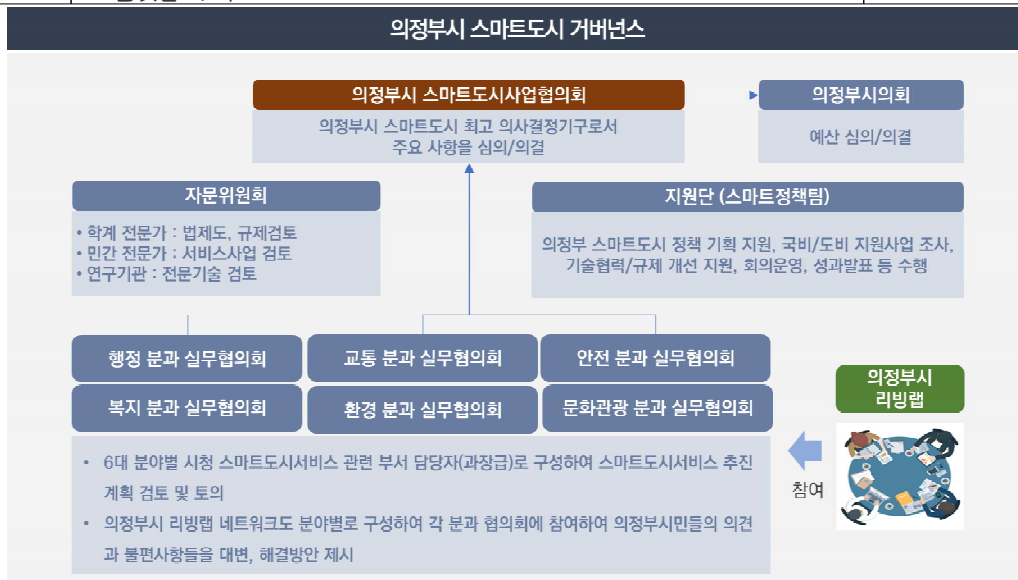 의정부시 스마트도시 거버넌스
의정부시 스마트도시사업협의회
의정부시 스마트도시 최고 의사결정기구로서
주요 사항을 심의/의결
의정부시의회
예산 심의/의결
자문위원회
• 학계 전문가 : 법제도, 규제검토
• 민간 전문가 : 서비스사업 검토
• 연구기관 : 전문기술 검토
지원단 (스마트정책팀)
의정부 스마트도시 정책 기획 지원, 국비/도비 지원사업 조사,
기술협력/규제 개선 지원, 회의운영, 성과발표 등 수행
행정 분과 실무협의회
교통 분과 실무협의회
안전 분과 실무협의회
복지 분과 실무협의회
환경 분과 실무협의회
문화관광 분과 실무협의회
의정부시
리빙랩
참여
• 6대 분야별 시청 스마트도시서비스 관련 부서 담당자(과장급)로 구성하여 스마트도시서비스 추진
계획 검토 및 토의
• 의정부시 리빙랩 네트워크도 분야별로 구성하여 각 분과 협의회에 참여하여 의정부시민들의 의견
과 불편사항들을 대변, 해결방안 제시